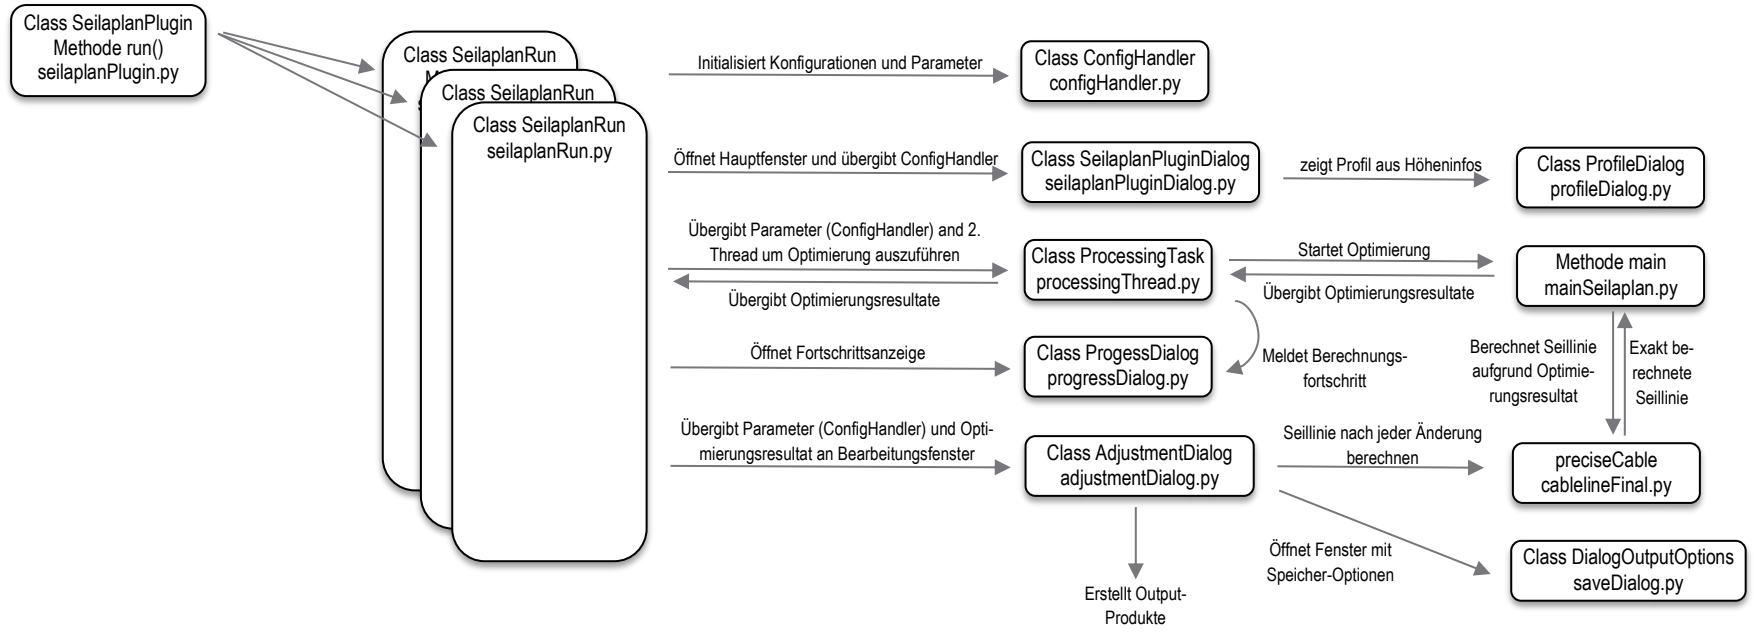 Class SeilaplanPlugin
Methode run()
seilaplanPlugin.py
Class SeilaplanRun
Class SeilaplanRun
Class SeilaplanRun
seilaplanRun.py
Initialisiert Konfigurationen und Parameter
Class ConfigHandler
configHandler.py
Öffnet Hauptfenster und übergibt ConfigHandler
Class SeilaplanPluginDialog
seilaplanPluginDialog.py
zeigt Profil aus Höheninfos
Class ProfileDialog
profileDialog.py
Übergibt Parameter (ConfigHandler) and 2.
Thread um Optimierung auszuführen
Übergibt Optimierungsresultate
Class ProcessingTask
processingThread.py
Startet Optimierung
Übergibt Optimierungsresultate
Methode main
mainSeilaplan.py
Öffnet Fortschrittsanzeige
Class ProgessDialog
progressDialog.py
Meldet Berechnungs-
fortschritt
Berechnet Seillinie
aufgrund Optimie-
rungsresultat
Exakt be-
rechnete
Seillinie
Übergibt Parameter (ConfigHandler) und Opti-
mierungsresultat an Bearbeitungsfenster
Class AdjustmentDialog
adjustmentDialog.py
Seillinie nach jeder Änderung
berechnen
preciseCable
cablelineFinal.py
Öffnet Fenster mit
Speicher-Optionen
Class DialogOutputOptions
saveDialog.py
Erstellt Output-
Produkte